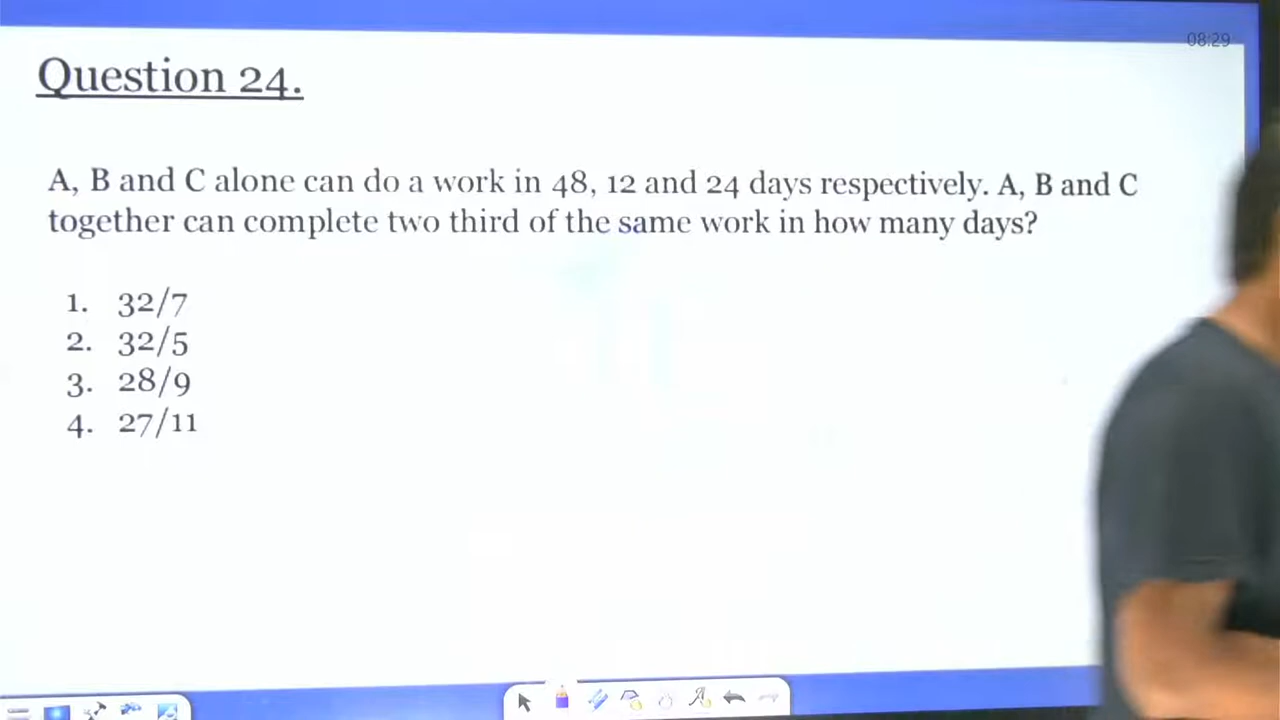 08:29
Question 24.
A, B and C alone can do a work in 48, 12 and 24 days respectively. A, B and C
together can complete two third of the same work in how many days?
1. 32/7
2. 32/5
3. 28/9
4. 27/11